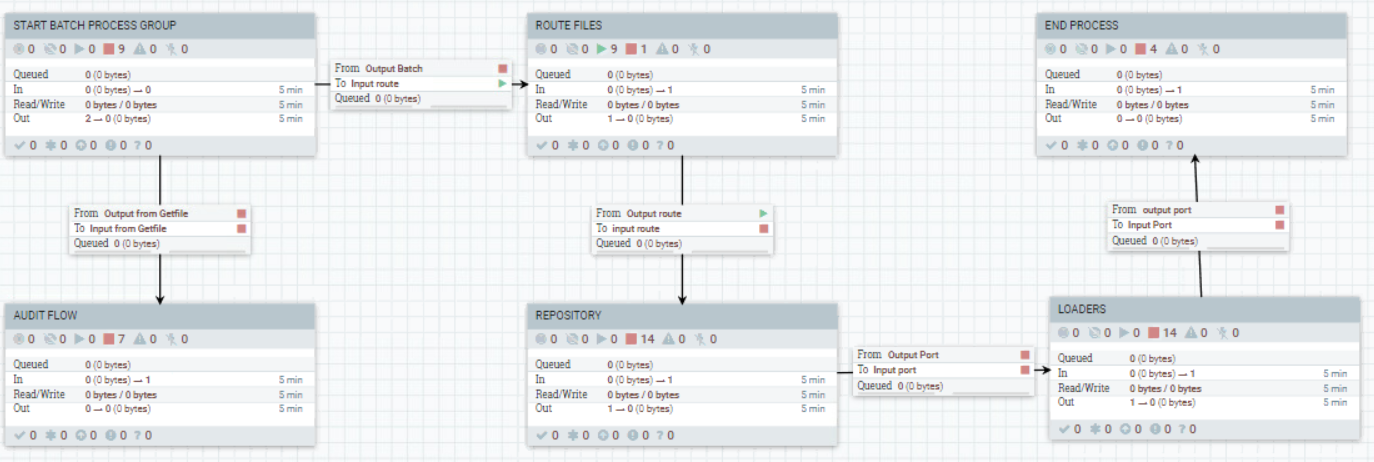 START BATCH PROCESS GROUP
0 0 0 9 0 0
Queued 0 (0 bytes)
In 0 (0 bytes) → 0 5 min
Read/Write 0 bytes / 0 bytes 5 min
Out 2 → 0 (0 bytes) 5 min
0 0 0 0 ? 0
From Output Batch
To Input route
Queued 0 (0 bytes)
ROUTE FILES
0 0 9 1 0 0
Queued 0 (0 bytes)
In 0 (0 bytes) → 1 5 min
Read/Write 0 bytes / 0 bytes 5 min
Out 1 → 0 (0 bytes) 5 min
0 0 0 0 ? 0
END PROCESS
0 0 0 4 0 0
Queued 0 (0 bytes)
In 0 (0 bytes) → 1 5 min
Read/Write 0 bytes / 0 bytes 5 min
Out 0 → 0 (0 bytes) 5 min
0 0 0 0 ? 0
From Output from Getfile
To Input from Getfile
Queued 0 (0 bytes)
From Output route
To input route
Queued 0 (0 bytes)
From output port
To Input Port
Queued 0 (0 bytes)
AUDIT FLOW
0 0 0 7 0 0
Queued 0 (0 bytes)
In 0 (0 bytes) → 1 5 min
Read/Write 0 bytes / 0 bytes 5 min
Out 0 → 0 (0 bytes) 5 min
0 0 0 0 ? 0
REPOSITORY
0 0 0 14 0 0
Queued 0 (0 bytes)
In 0 (0 bytes) → 1 5 min
Read/Write 0 bytes / 0 bytes 5 min
Out 1 → 0 (0 bytes) 5 min
0 0 0 0 ? 0
From Output Port
To Input port
Queued 0 (0 bytes)
LOADERS
0 0 0 14 0 0
Queued 0 (0 bytes)
In 0 (0 bytes) → 1 5 min
Read/Write 0 bytes / 0 bytes 5 min
Out 1 → 0 (0 bytes) 5 min
0 0 0 0 ? 0